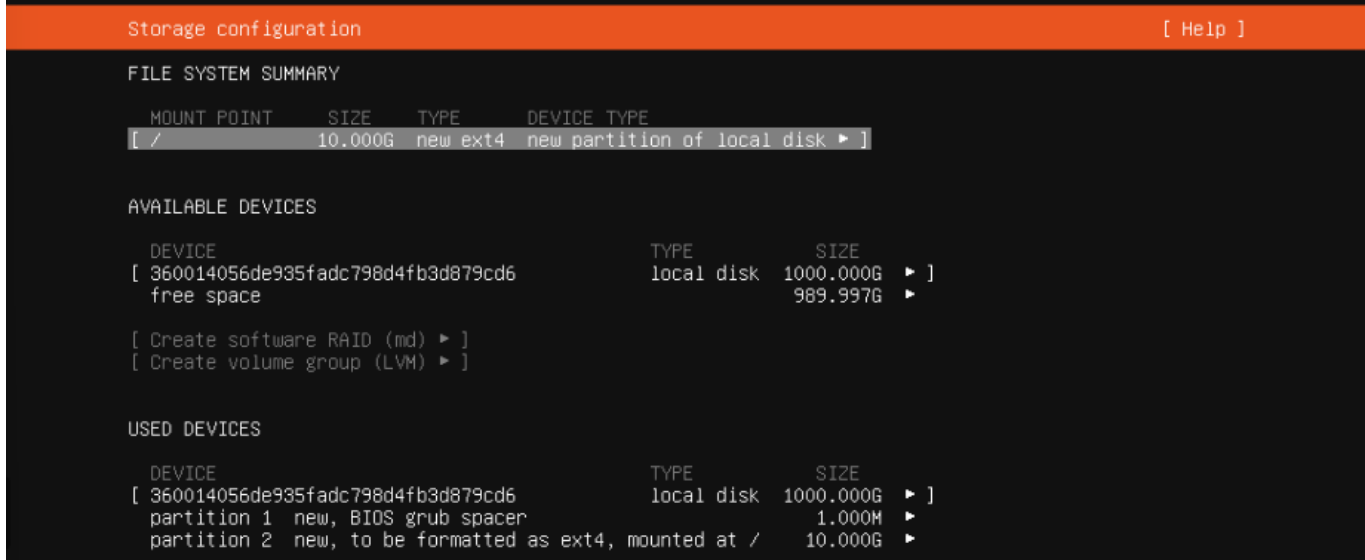 Storage configuration [ Help ]
FILE SYSTEM SUMMARY
MOUNT POINT SIZE TYPE DEVICE TYPE
[ / 10.000G new ext4 new partition of local disk ▸ ]
AVAILABLE DEVICES
DEVICE TYPE SIZE
[ 360014056de935fadc798d4fb3d879cd6 local disk 1000.000G ▸ ]
free space 989.997G ▸
[ Create software RAID (md) ▸ ]
[ Create volume group (LVM) ▸ ]
USED DEVICES
DEVICE TYPE SIZE
[ 360014056de935fadc798d4fb3d879cd6 local disk 1000.000G ▸ ]
partition 1 new, BIOS grub spacer 1.000M ▸
partition 2 new, to be formatted as ext4, mounted at / 10.000G ▸